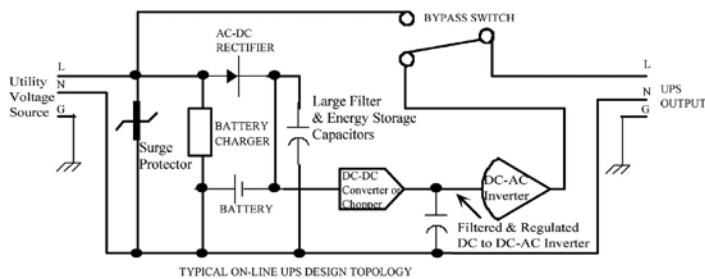 BYPASS SWITCH
AC-DC
RECTIFIER
L
N
G
Utility
Voltage
Source
L
N
G
UPS
OUTPUT
Large Filter
& Energy Storage
Capacitors
BATTERY
CHARGER
Surge
Protector
DC-DC
Converter or
Chopper
DC-AC
Inverter
BATTERY
Filtered & Regulated
DC to DC-AC Inverter
TYPICAL ON-LINE UPS DESIGN TOPOLOGY